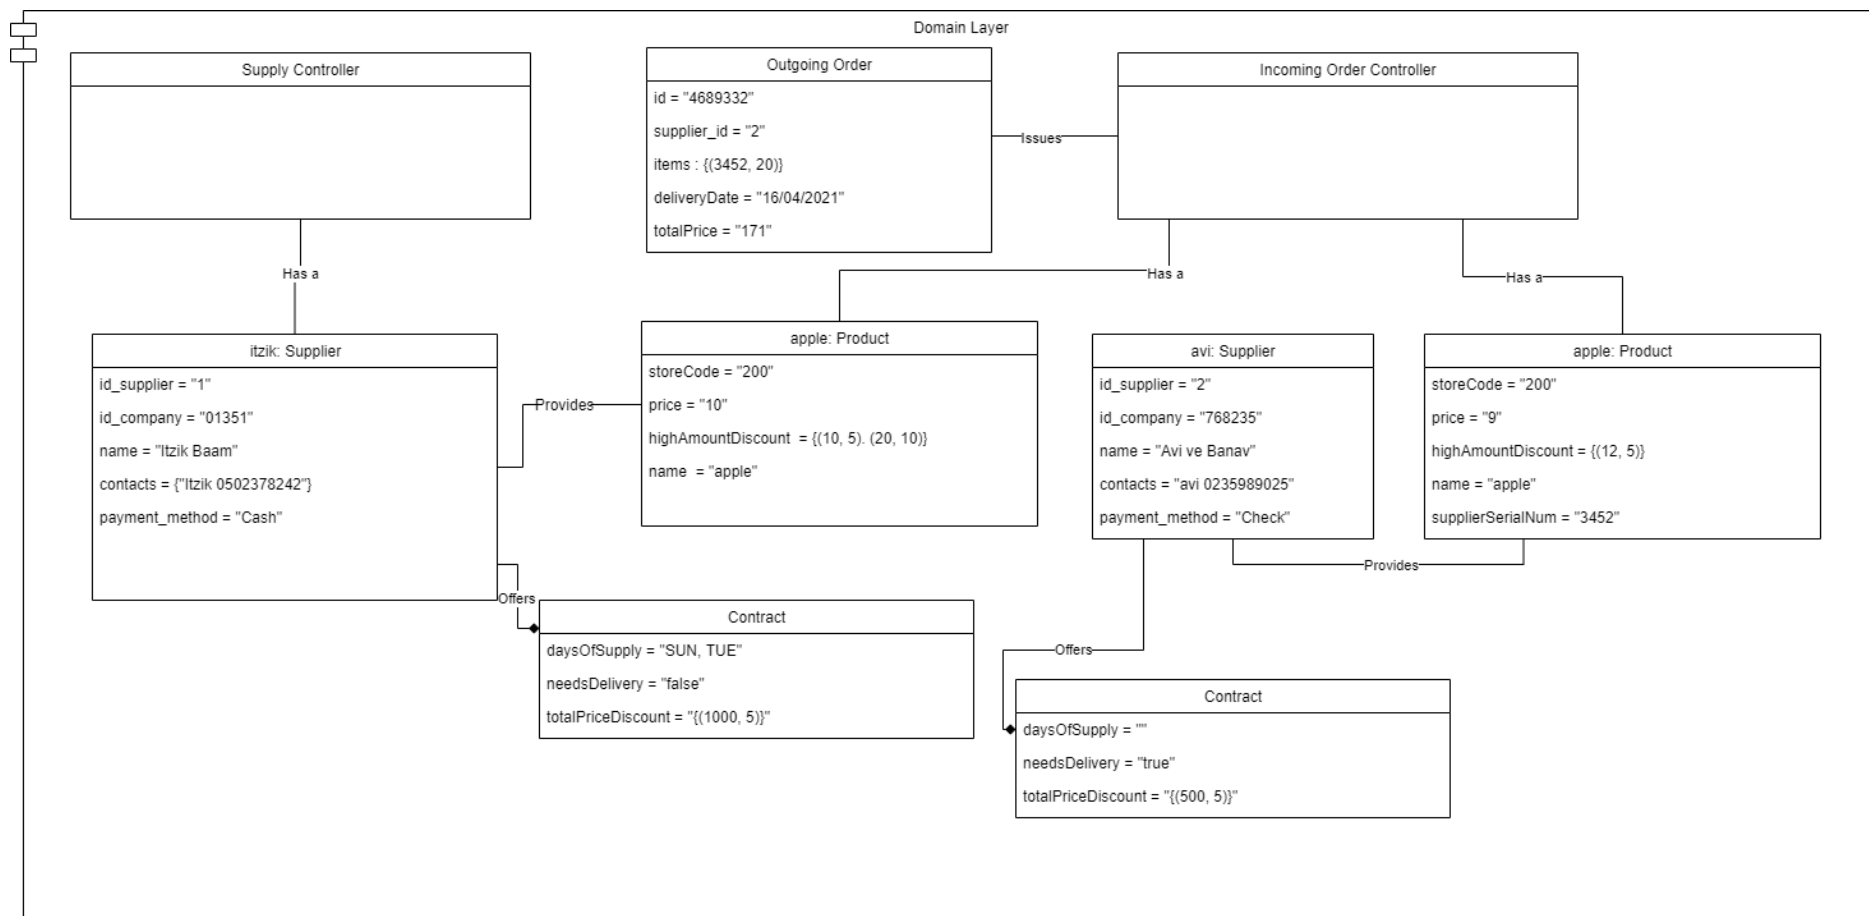 Domain Layer
Supply Controller
Outgoing Order
id = "4689332"
supplier_id = "2"
items : {(3452, 20)}
deliveryDate = "16/04/2021"
totalPrice = "171"
Issues
Incoming Order Controller
Has a
Has a
Has a
itzik: Supplier
id_supplier = "1"
id_company = "01351"
name = "Itzik Baam"
contacts = {"Itzik 0502378242"}
payment_method = "Cash"
Provides
apple: Product
storeCode = "200"
price = "10"
highAmountDiscount  = {(10, 5). (20, 10)}
name  = "apple"
avi: Supplier
id_supplier = "2"
id_company = "768235"
name = "Avi ve Banav"
contacts = "avi 0235989025"
payment_method = "Check"
apple: Product
storeCode = "200"
price = "9"
highAmountDiscount = {(12, 5)}
name = "apple"
supplierSerialNum = "3452"
Provides
Offers
Contract
daysOfSupply = "SUN, TUE"
needsDelivery = "false"
totalPriceDiscount = "{(1000, 5)}"
Offers
Contract
daysOfSupply = ""
needsDelivery = "true"
totalPriceDiscount = "{(500, 5)}"